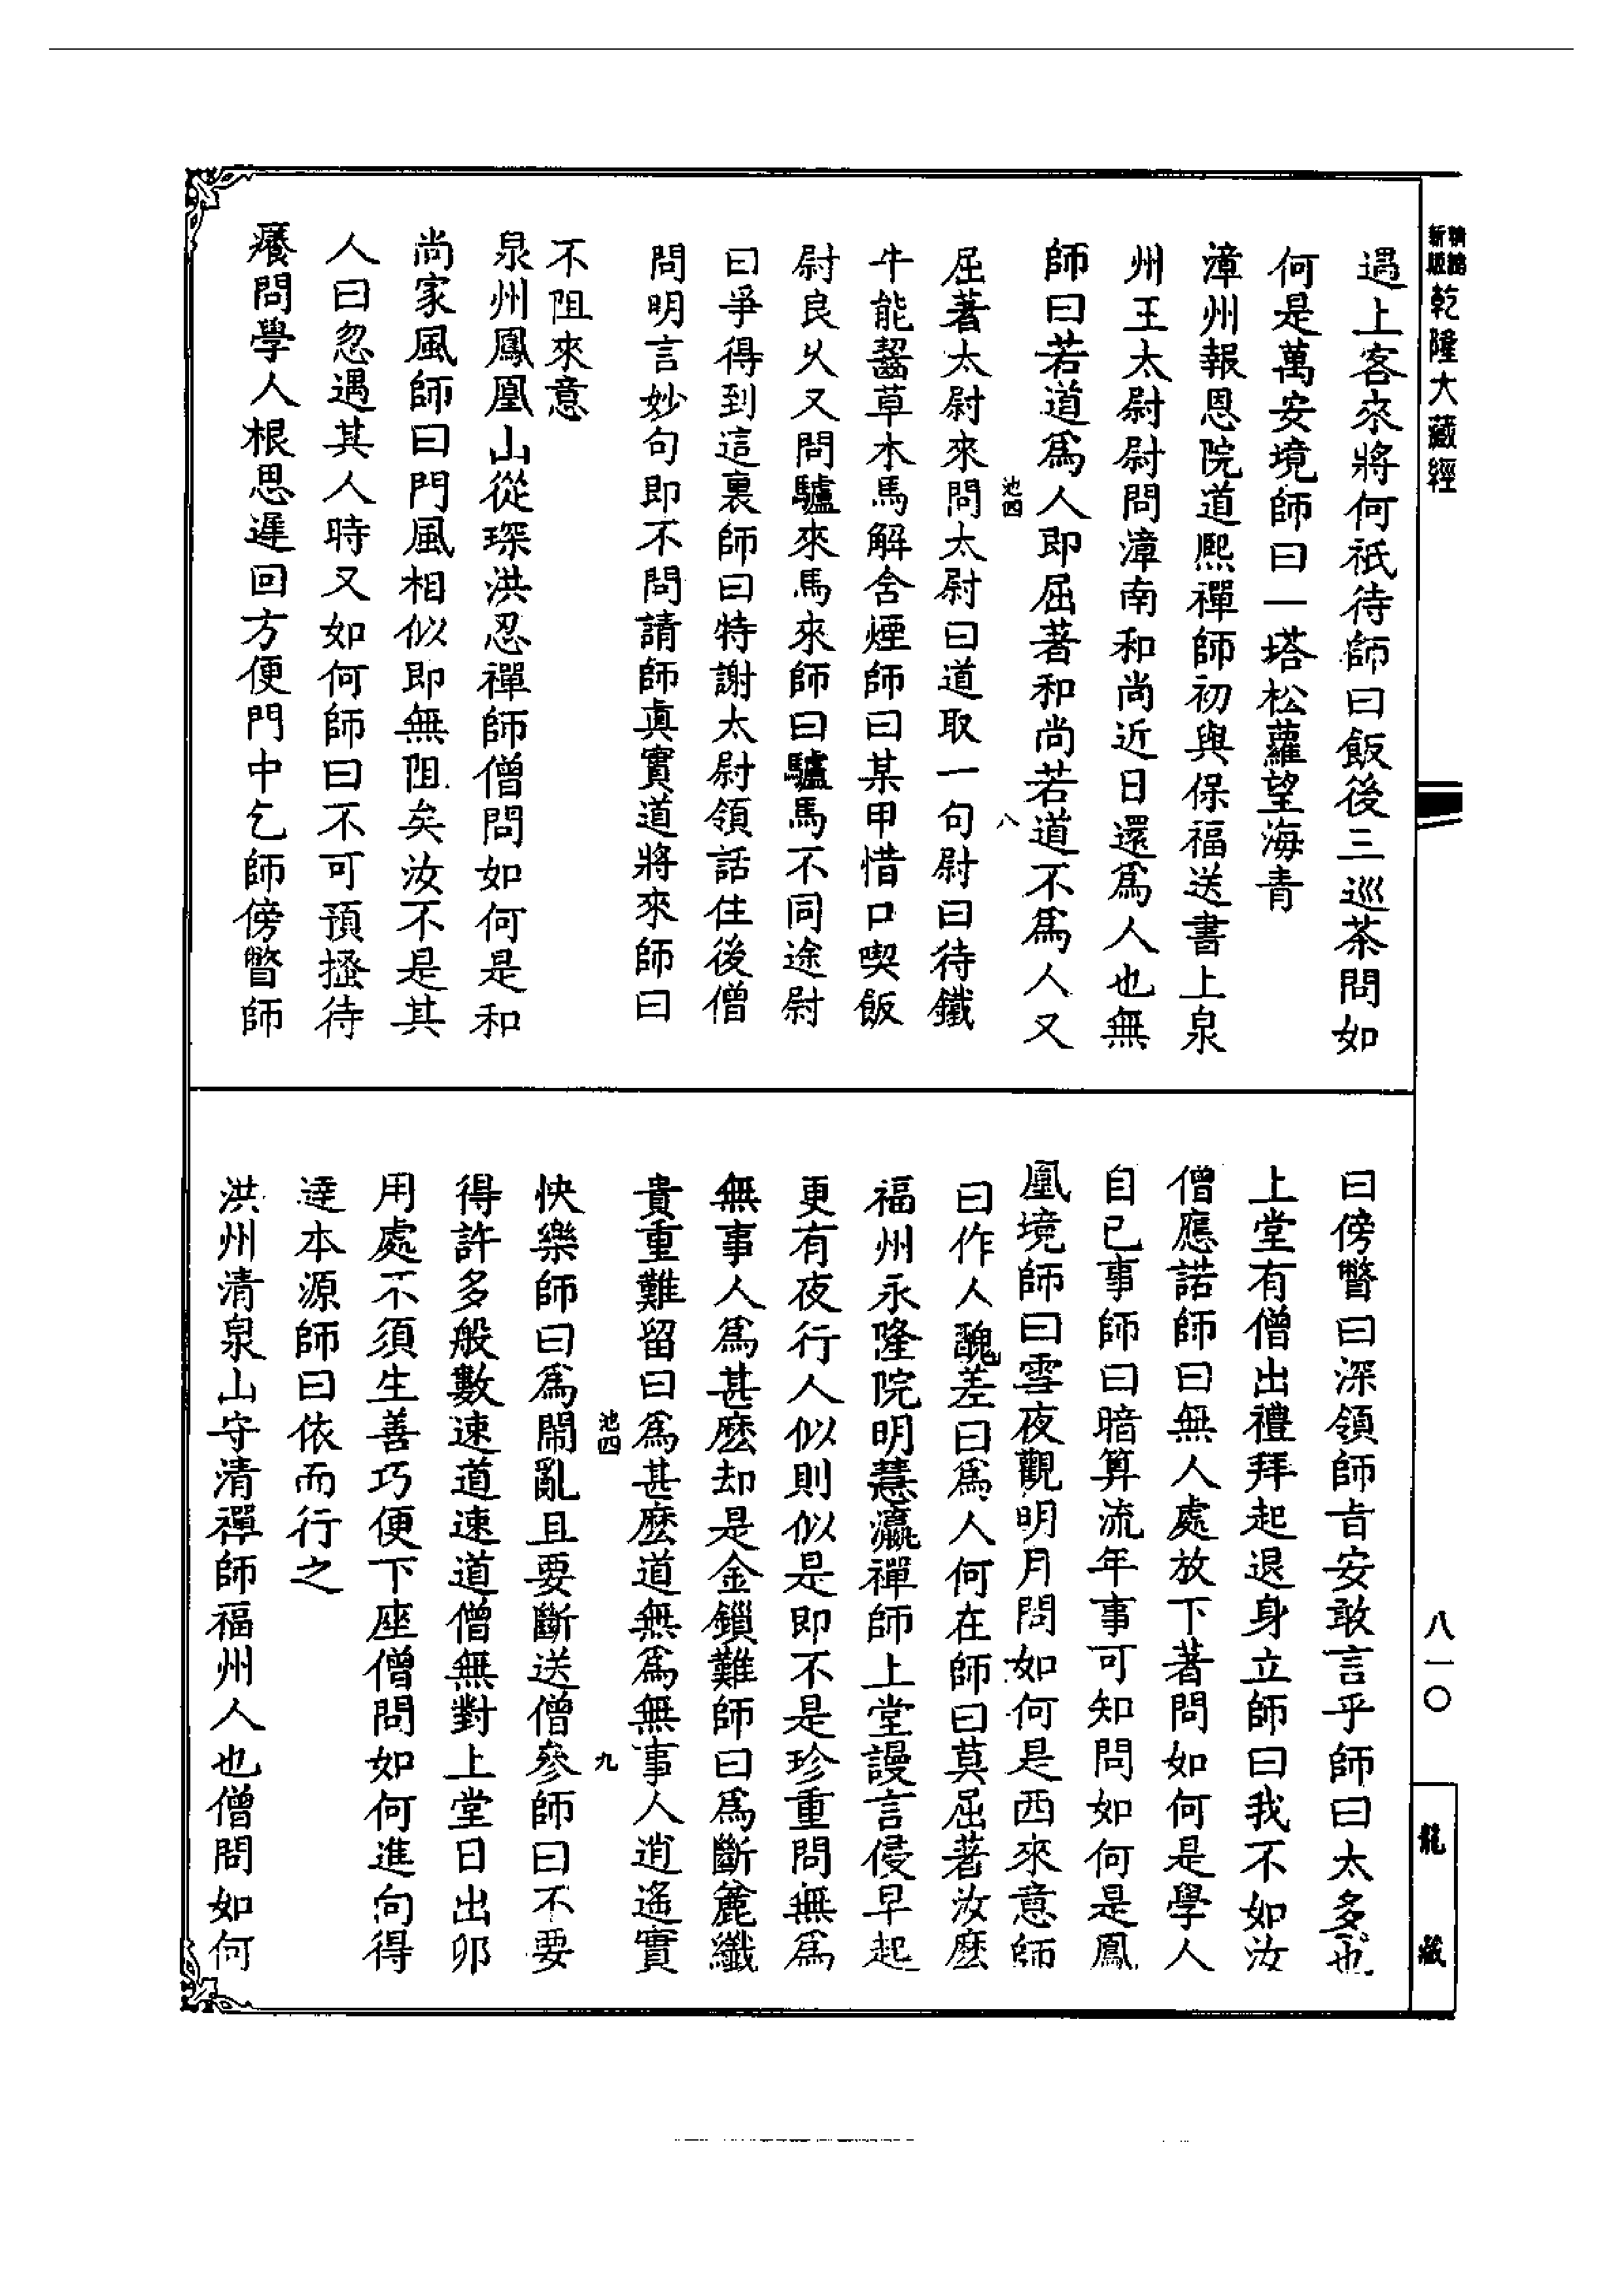 新版
精緻
乾隆大藏經
遇上客來將何祇待師曰飯後三巡茶問如
何是萬安境師曰一塔松蘿望海青
漳州報恩院道熙禪師初與保福送書上泉
州王太尉尉問漳南和尚近日還爲人也無
師曰若道爲人即屈著和尚若道不爲人又
池四
八
屈著太尉來問太尉曰道取一句尉曰待鐵
牛能齧草木馬解含煙師曰某甲惜口喫飯
尉良久又問驢來馬來師曰驢馬不同途尉
曰爭得到這裏師曰特謝太尉領話住後僧
問明言妙句即不問請師眞實道將來師曰
不阻來意
泉州鳳凰山從琛洪忍禪師僧問如何是和
尚家風師曰門風相似即無阻矣汝不是其
人曰忽遇其人時又如何師曰不可預搔待
癢問學人根思遲回方便門中乞師傍瞥師
曰傍瞥曰深領師旨安敢言乎師曰太多也
上堂有僧出禮拜起退身立師曰我不如汝
僧應諾師曰無人處放下著問如何是學人
自已事師曰暗算流年事可知問如何是鳳
凰境師曰雪夜觀明月問如何是西來意師
曰作人醜差曰爲人何在師曰莫屈著汝麽
福州永隆院明慧瀛禪師上堂謾言侵早起
更有夜行人似則似是即不是珍重問無爲
無事人爲甚麽却是金鎖難師曰爲斷麄纖
貴重難留曰爲甚麽道無爲無事人逍遙實
池四
九
快樂師曰爲鬧亂且要斷送僧參師曰不要
得許多般數速道速道僧無對上堂日出卯
用處不須生善巧便下座僧問如何進向得
達本源師曰依而行之
洪州清泉山守清禪師福州人也僧問如何
八一〇
龍藏